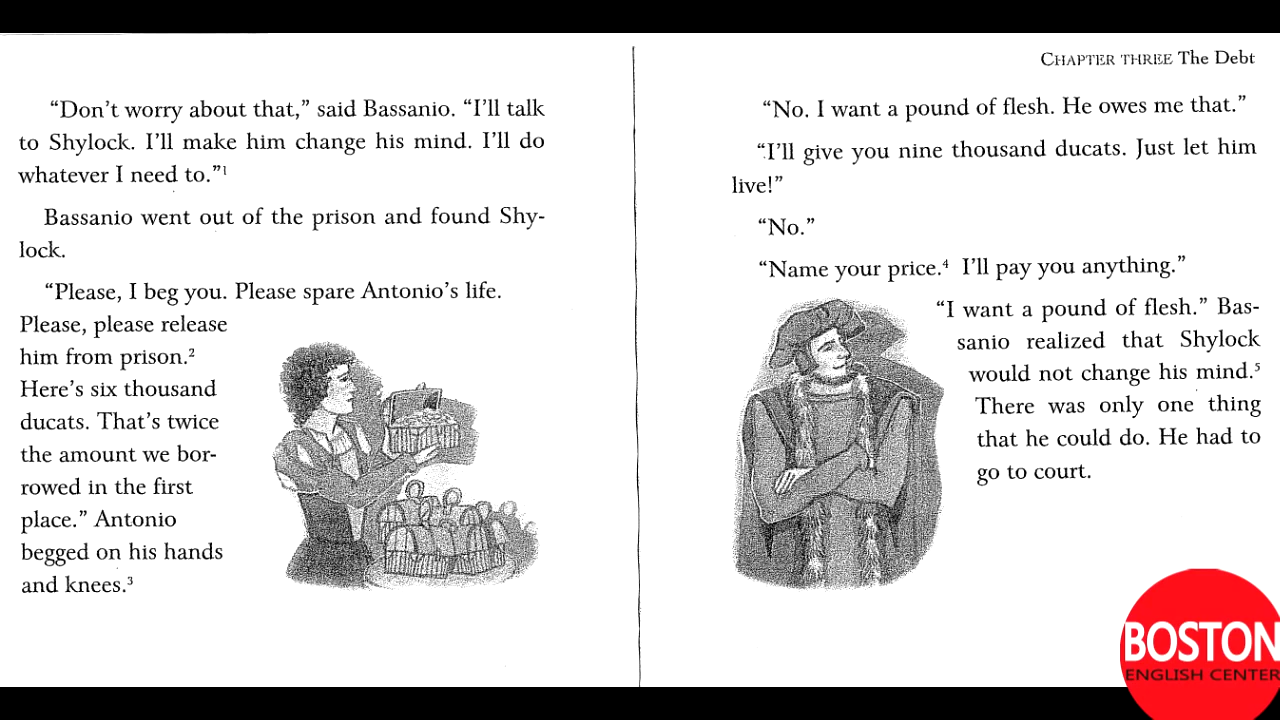 “Don’t worry about that,” said Bassanio. “I’ll talk
to Shylock. I’ll make him change his mind. I’ll do
whatever I need to.”¹
Bassanio went out of the prison and found Shy-
lock.
“Please, I beg you. Please spare Antonio’s life.
Please, please release
him from prison.²
Here’s six thousand
ducats. That’s twice
the amount we bor-
rowed in the first
place.” Antonio
begged on his hands
and knees.³
CHAPTER THREE The Debt
“No. I want a pound of flesh. He owes me that.”
“I’ll give you nine thousand ducats. Just let him
live!”
“No.”
“Name your price.⁴ I’ll pay you anything.”
“I want a pound of flesh.” Bas-
sanio realized that Shylock
would not change his mind.⁵
There was only one thing
that he could do. He had to
go to court.
BOSTON
ENGLISH CENTER